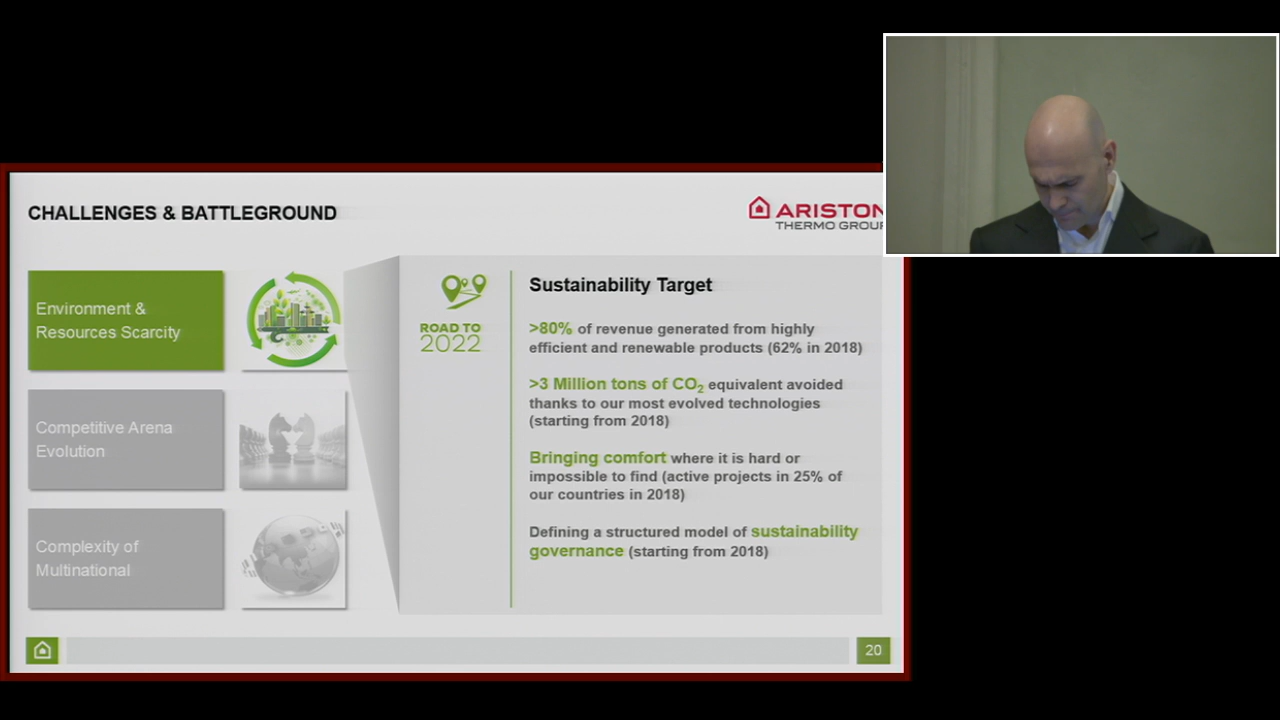 CHALLENGES & BATTLEGROUND
ARISTON
THERMO GROUP
Environment &
Resources Scarcity
Competitive Arena
Evolution
Complexity of
Multinational
ROAD TO
2022
Sustainability Target
>80% of revenue generated from highly
efficient and renewable products (62% in 2018)
>3 Million tons of CO₂ equivalent avoided
thanks to our most evolved technologies
(starting from 2018)
Bringing comfort where it is hard or
impossible to find (active projects in 25% of
our countries in 2018)
Defining a structured model of sustainability
governance (starting from 2018)
20